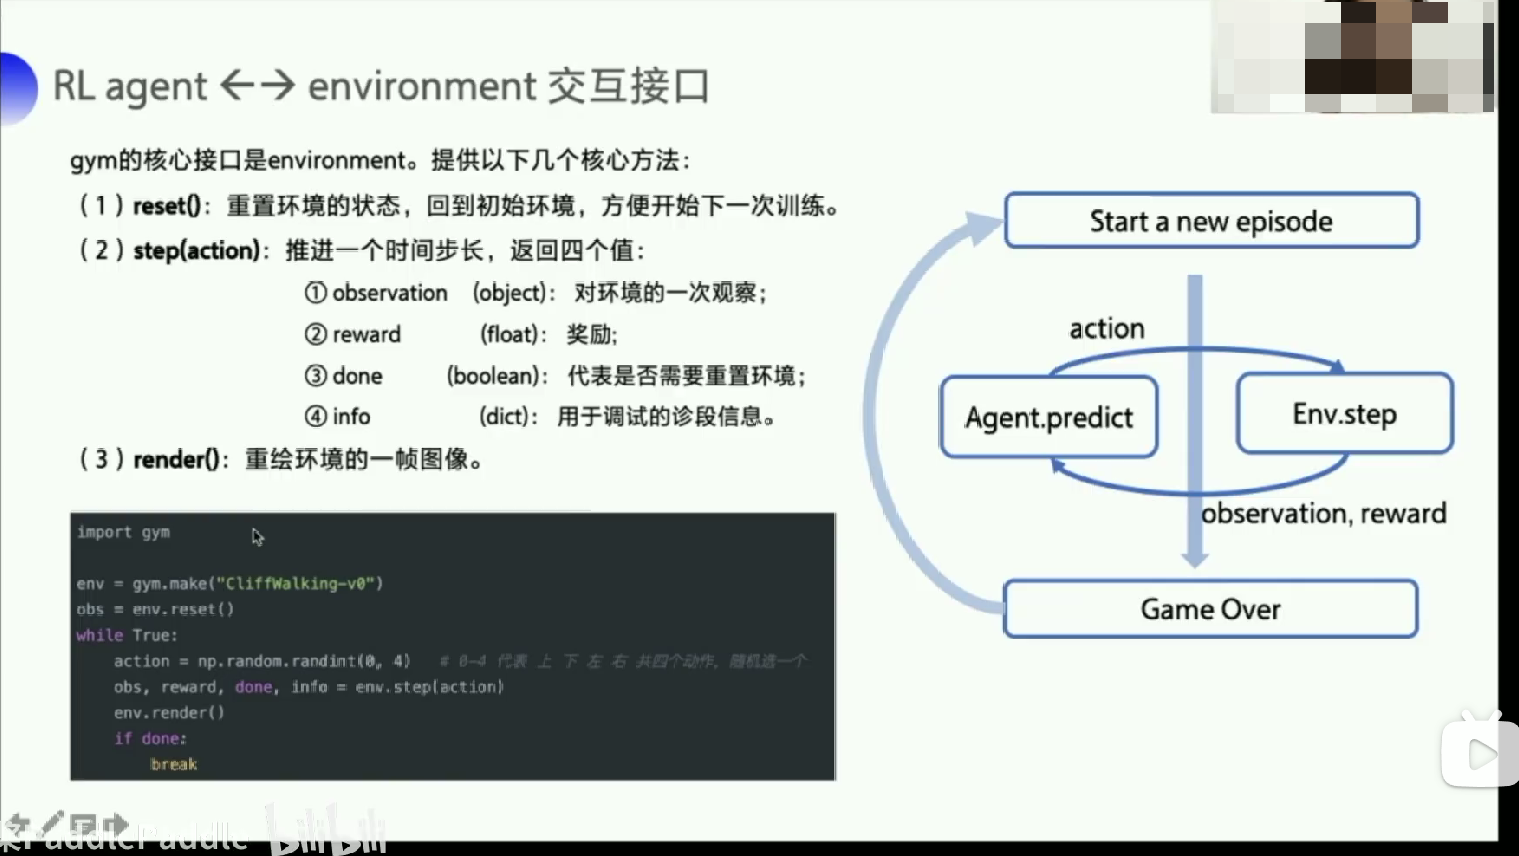 RL agent ←→ environment 交互接口
gym的核心接口是environment。提供以下几个核心方法：
（1）reset()：重置环境的状态，回到初始环境，方便开始下一次训练。
（2）step(action)：推进一个时间步长，返回四个值：
① observation （object）：对环境的一次观察；
② reward （float）：奖励；
③ done （boolean）：代表是否需要重置环境；
④ info （dict）：用于调试的诊段信息。
（3）render()：重绘环境的一帧图像。
import gym
env = gym.make("CliffWalking-v0")
obs = env.reset()
while True:
action = np.random.randint(0, 4) # 0-4 代表 上 下 左 右 共四个动作，随机选一个
obs, reward, done, info = env.step(action)
env.render()
if done:
break
Start a new episode
action
Agent.predict
Env.step
observation, reward
Game Over
PaddlePaddle bilibili